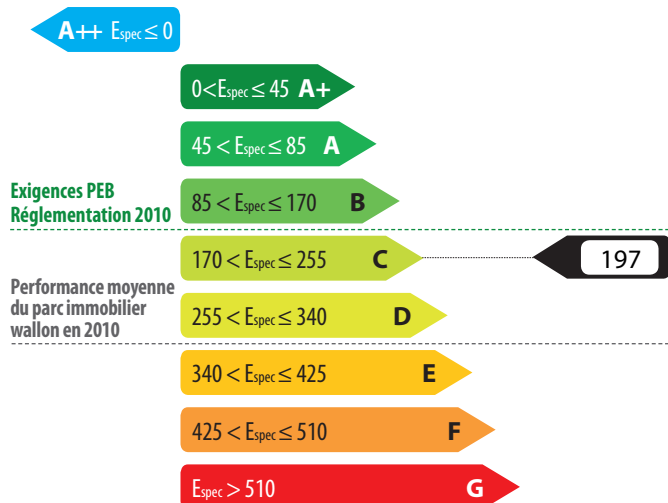 A++ Espec ≤ 0
0<Espec ≤ 45 A+
45 < Espec ≤ 85 A
Exigences PEB
Réglementation 2010
85 < Espec ≤ 170 B
170 < Espec ≤ 255 C
197
Performance moyenne
du parc immobilier
wallon en 2010
255 < Espec ≤ 340 D
340 < Espec ≤ 425 E
425 < Espec ≤ 510 F
Espec > 510 G